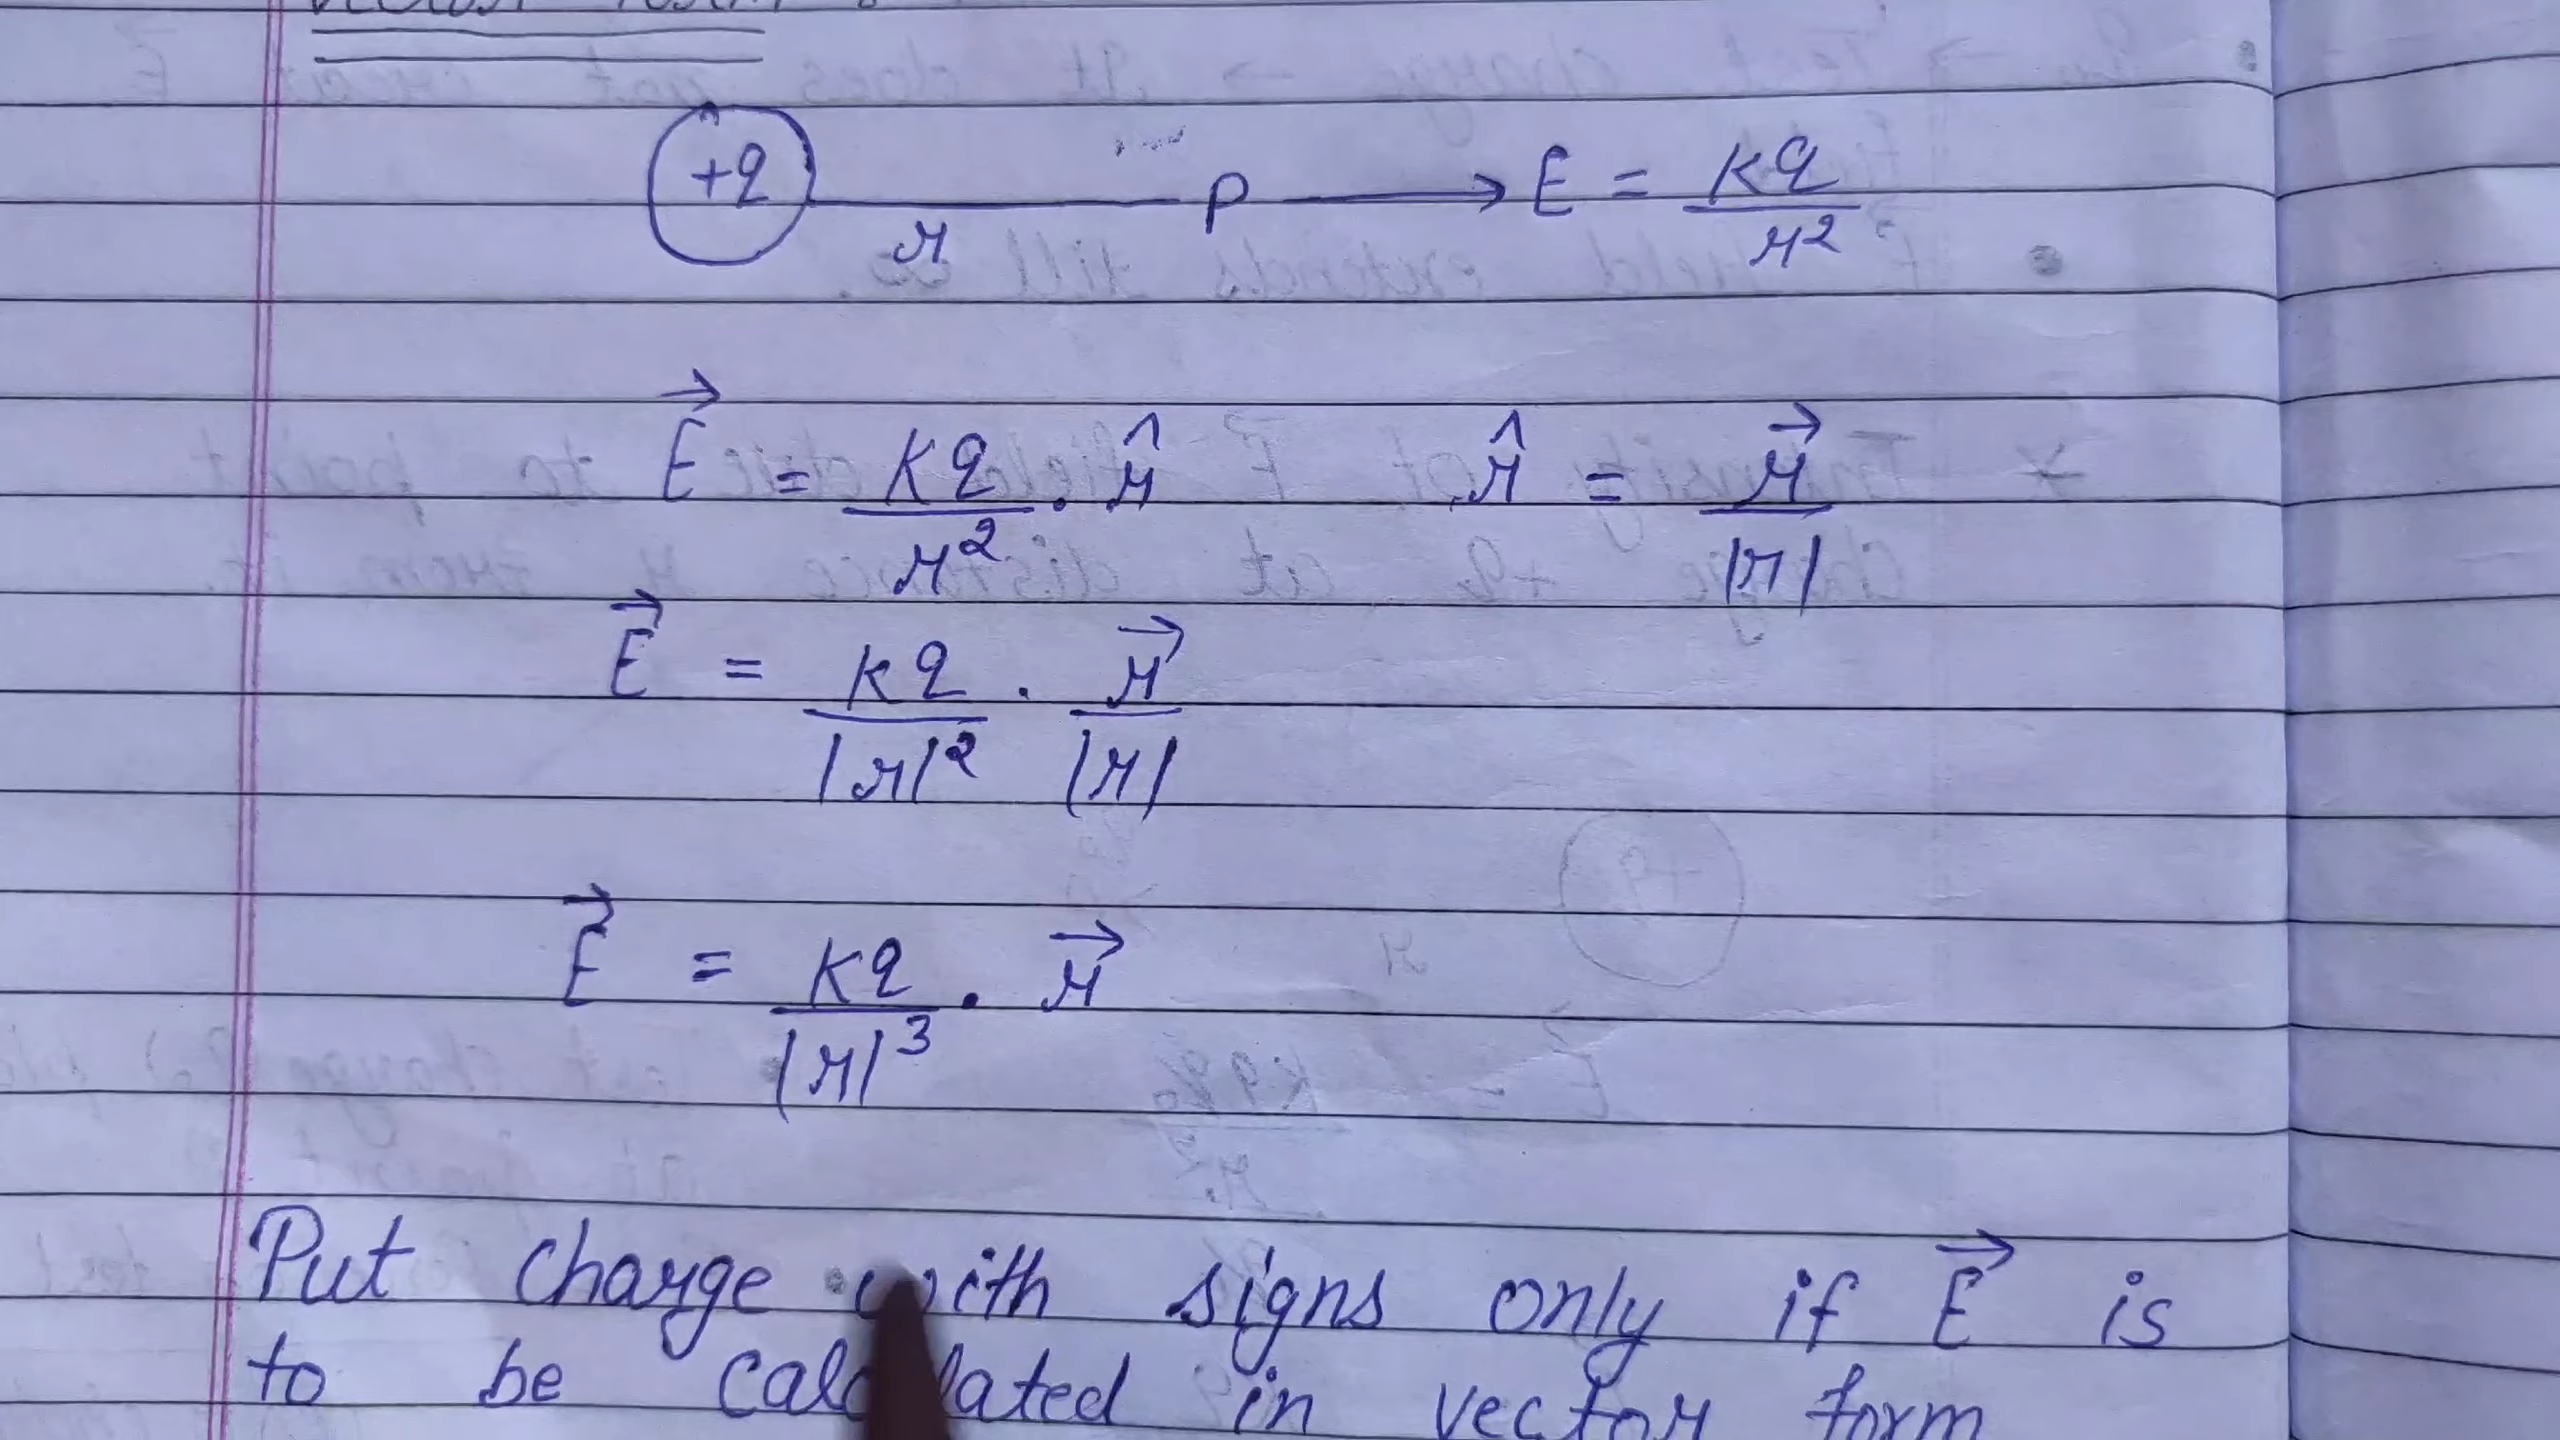 +q r P → E = kq/r²
E⃗ = kq/r² . r̂ r̂ = r⃗/|r|
E⃗ = kq/|r|² . r⃗/|r|
E⃗ = kq/|r|³ . r⃗
Put charge with signs only if E⃗ is
to be calculated in vector form